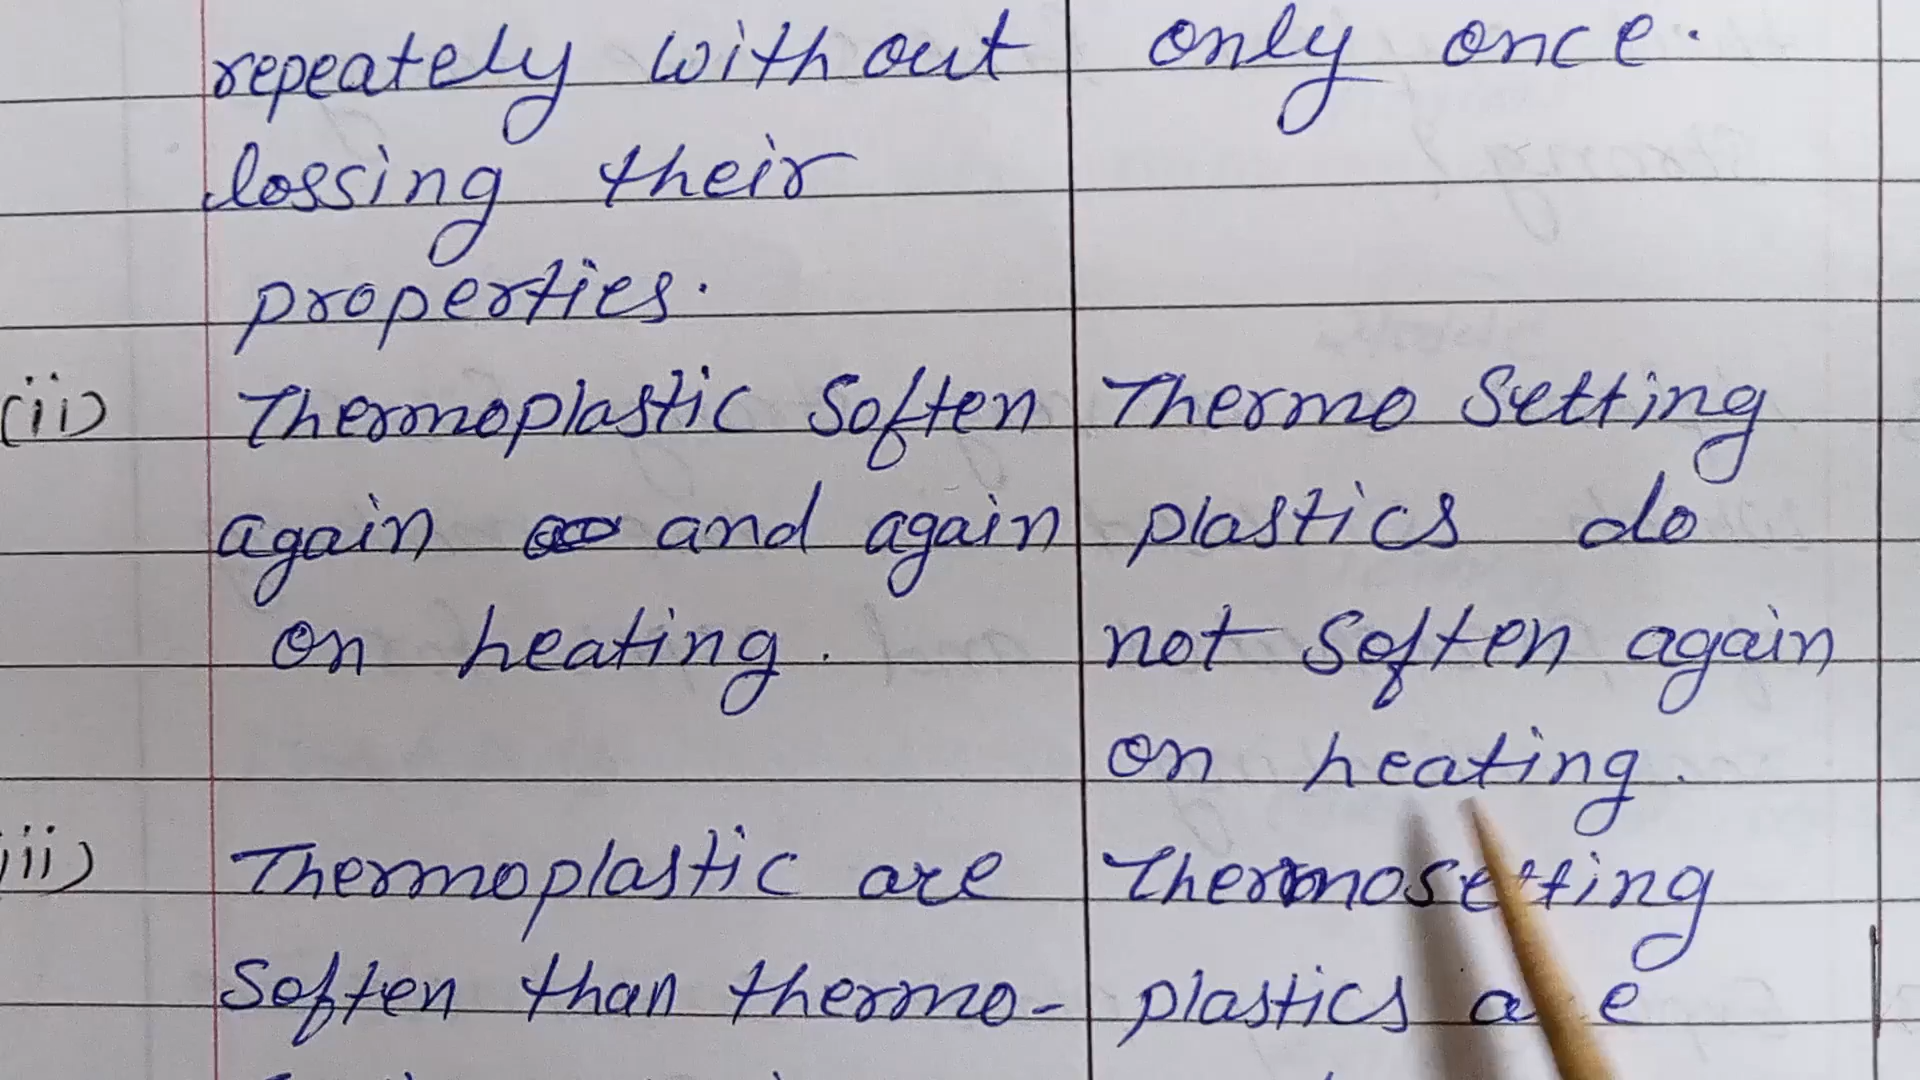 repeately without
lossing their
properties.
only once.
(ii) Thermoplastic Soften
again and again
on heating.
Thermo Setting
plastics do
not Soften again
on heating.
iii) Thermoplastic are
Soften than thermo-
Thermosetting
plastics are